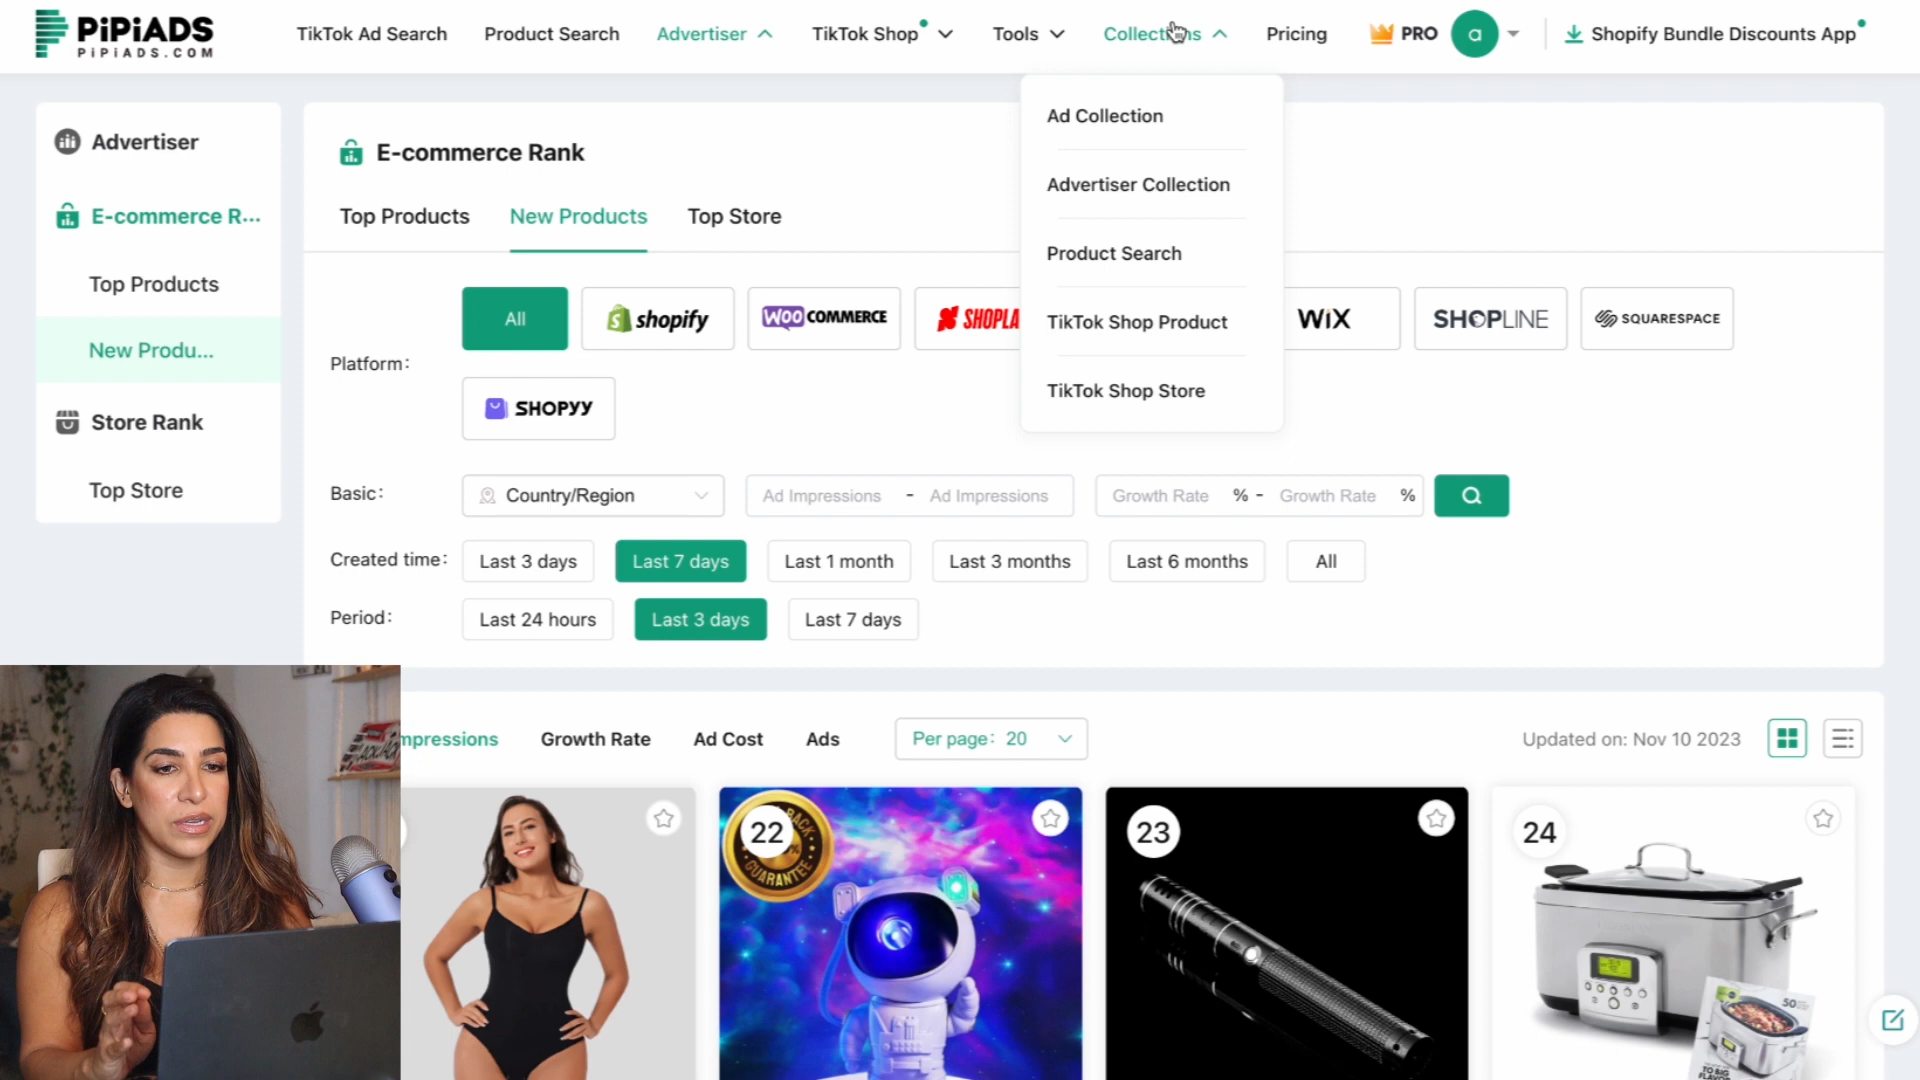 PiPiADS
PiPiADS.COM
TikTok Ad Search
Product Search
Advertiser
TikTok Shop
Tools
Collections
Pricing
PRO
a
Shopify Bundle Discounts App
Ad Collection
Advertiser Collection
Product Search
TikTok Shop Product
TikTok Shop Store
Advertiser
E-commerce R...
Top Products
New Produ...
Store Rank
Top Store
E-commerce Rank
Top Products
New Products
Top Store
Platform:
All
shopify
WOO COMMERCE
SHOPLA
WiX
SHOPLINE
SQUARESPACE
SHOPYY
Basic:
Country/Region
Ad Impressions - Ad Impressions
Growth Rate % - Growth Rate %
Created time:
Last 3 days
Last 7 days
Last 1 month
Last 3 months
Last 6 months
All
Period:
Last 24 hours
Last 3 days
Last 7 days
mpressions
Growth Rate
Ad Cost
Ads
Per page: 20
Updated on: Nov 10 2023
22
BACK
GUARANTEE
23
24
50
TO BIG
FLAVOR